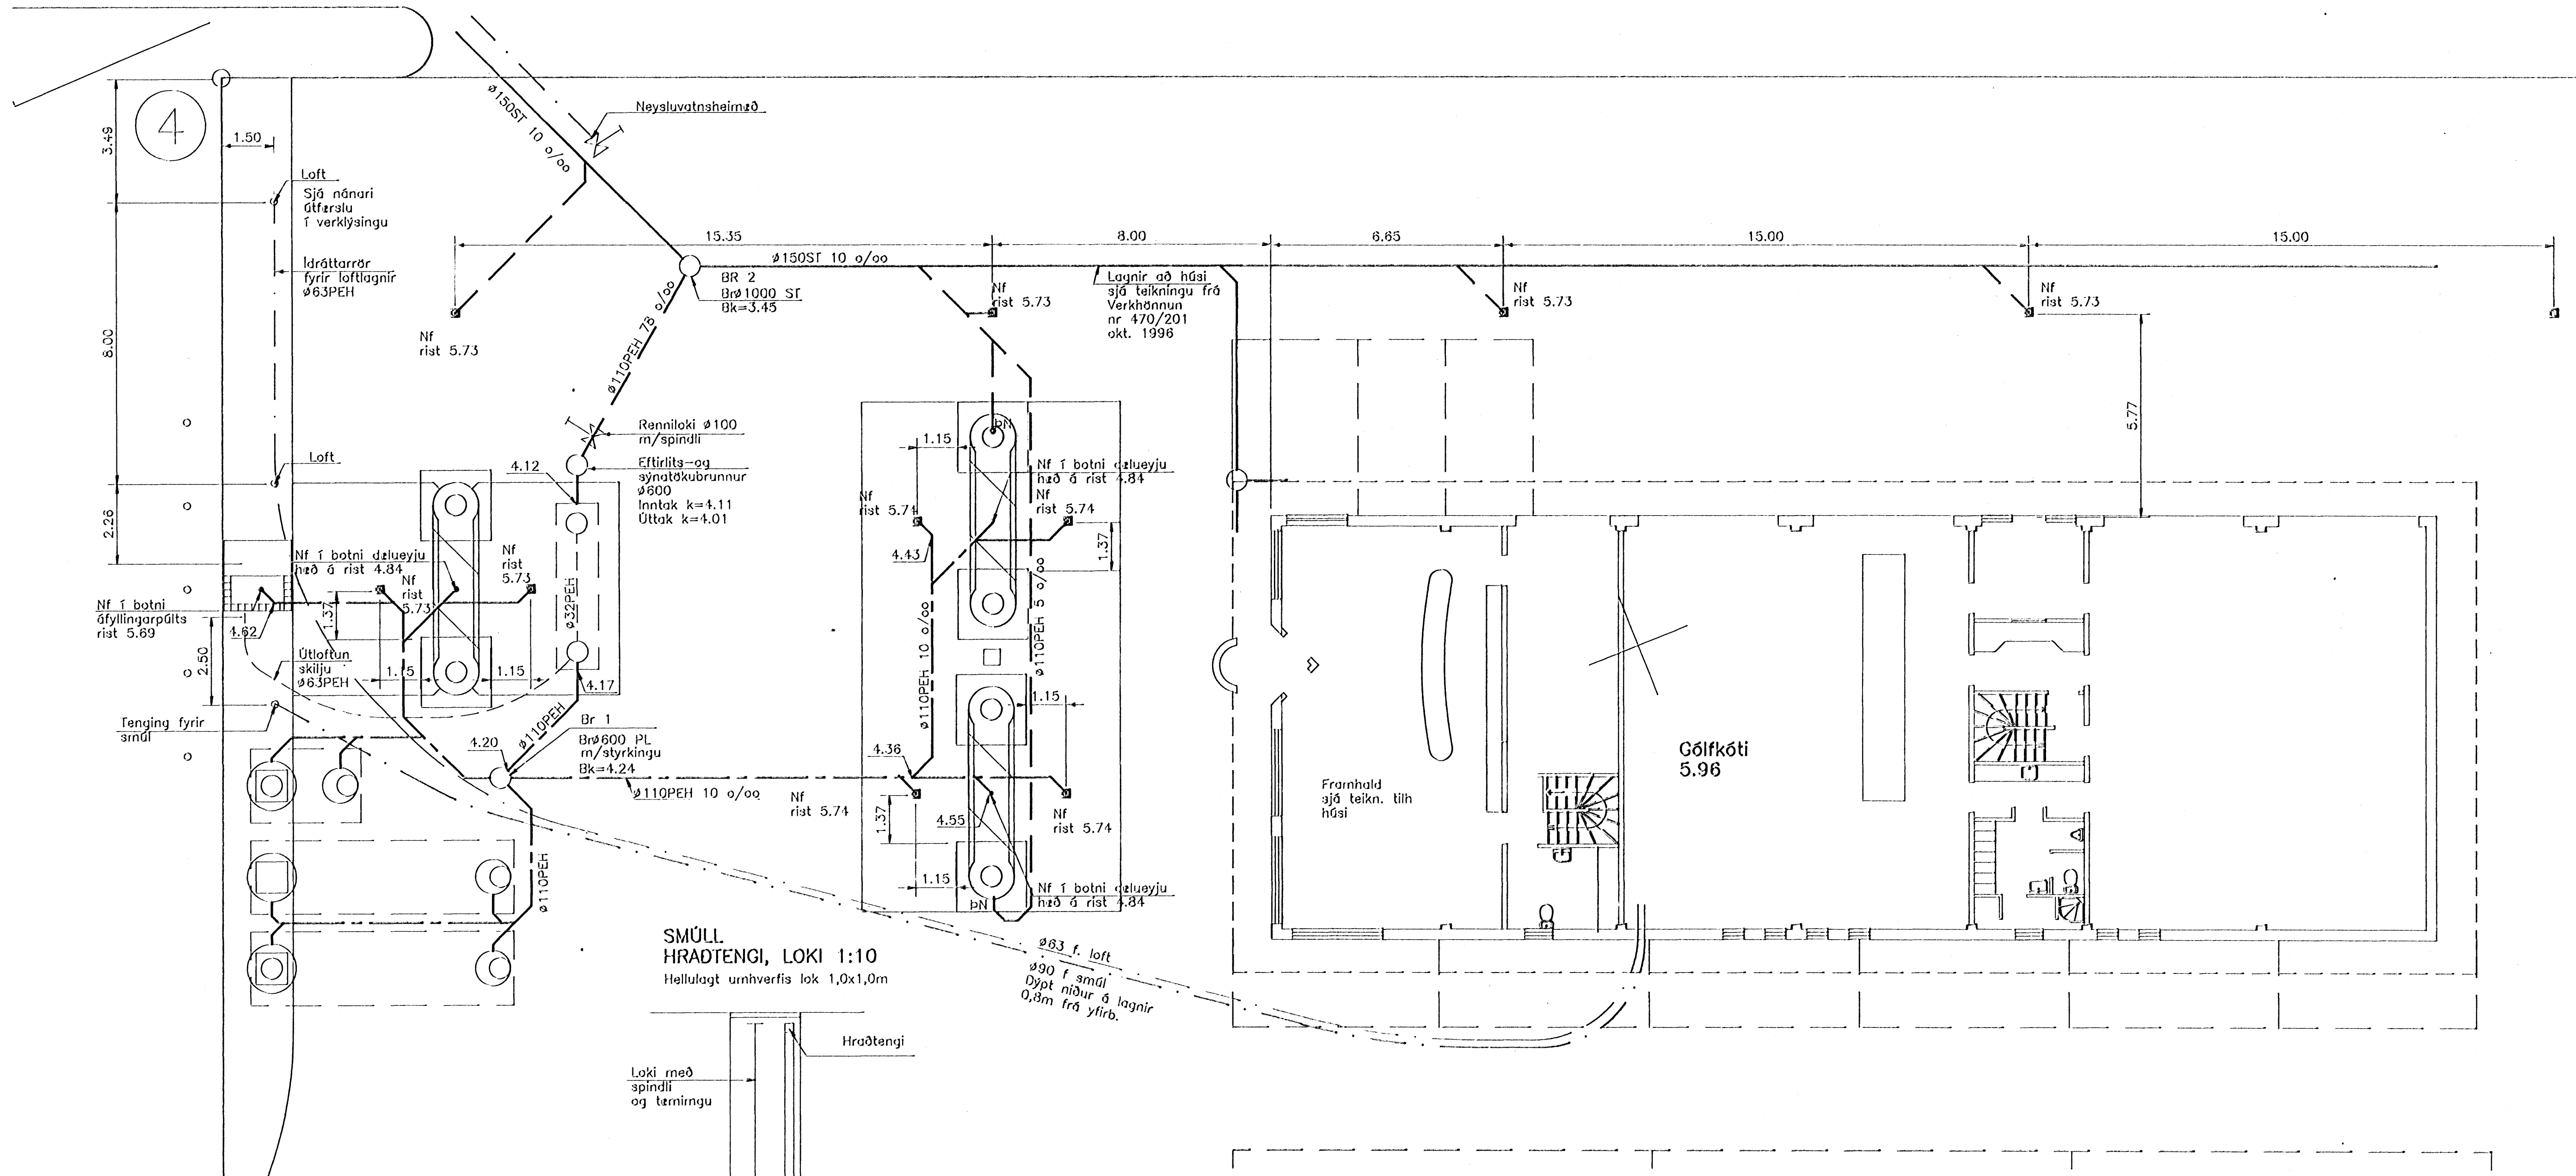 4
3.49
1.50
8.00
2.26
2.50
Loft
Sjá nánari
útfærslu
í verklýsingu
Ídráttarrör
fyrir loftlagnir
ø63PEH
Loft
Neysluvatnsheimæð
ø150ST 10 o/oo
15.35
8.00
6.65
15.00
15.00
ø150ST 10 o/oo
BR 2
Brø1000 ST
Bk=3.45
Lagnir að húsi
sjá teikningu frá
Verkhönnun
nr 470/201
okt. 1996
Nf
rist 5.73
Nf
rist 5.73
Nf
rist 5.73
Nf
rist 5.73
5.77
ø110PEH 78 o/oo
Renniloki ø100
m/spindli
Eftirlits-og
sýnatökubrunnur
ø600
Inntak k=4.11
Úttak k=4.01
4.12
ø32PEH
4.17
Nf í botni dælueyju
hæð á rist 4.84
Nf
rist
5.73
Nf
rist
5.73
1.37
1.15
1.15
Nf í botni
áfyllingarpúlts
rist 5.69
4.62
Útloftun
skilju
ø63PEH
Tenging fyrir
smúl
4.20
ø110PEH
Br 1
Brø600 PL
m/styrkingu
Bk=4.24
ø110PEH 10 o/oo
ø110PEH
ÞN
1.15
Nf í botni dælueyju
hæð á rist 4.84
Nf
rist 5.74
Nf
rist 5.74
4.43
1.37
ø110PEH 10 o/oo
ø110PEH 5 o/oo
1.15
4.36
Nf
rist 5.74
1.37
4.55
Nf
rist 5.74
1.15
Nf í botni dælueyju
hæð á rist 4.84
ÞN
ø63 f. loft
ø90 f smúl
Dýpt niður á lagnir
0,8m frá yfirb.
Framhald
sjá teikn. tilh
húsi
Gólfkóti
5.96
SMÚLL
HRAÐTENGI, LOKI 1:10
Hellulagt umhverfis lok 1,0x1,0m
Hraðtengi
Loki með
spindli
og temirngu